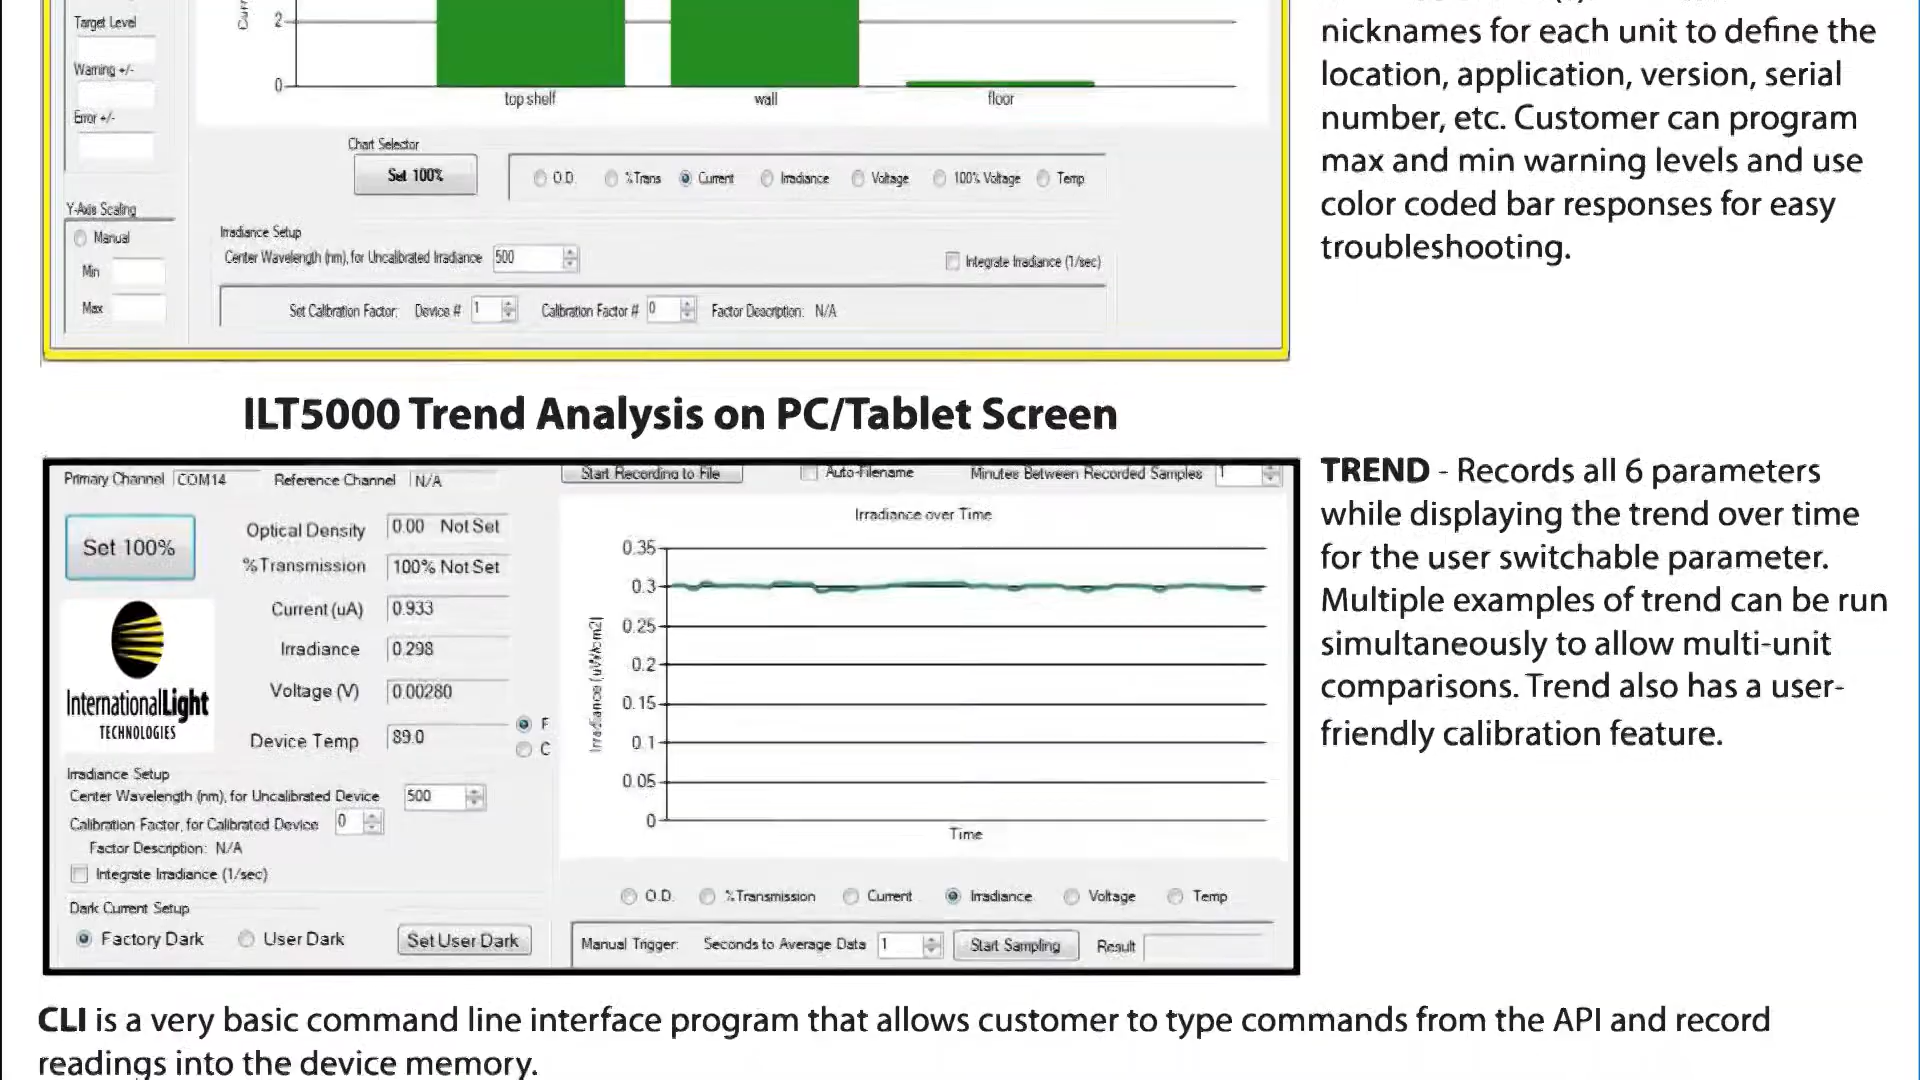 Target Level
Warning +/-
Error +/-
2
0
top shelf wall floor
Chart Selector
Set 100%
O.D. %Trans Current Irradiance Voltage 100% Voltage Temp
Y-Axis Scaling
Manual
Min
Max
Irradiance Setup
Center Wavelength (nm), for Uncalibrated Irradiance 500
Integrate Irradiance (1/sec)
Set Calibration Factor: Device # 1 Calibration Factor # 0 Factor Description: N/A
nicknames for each unit to define the
location, application, version, serial
number, etc. Customer can program
max and min warning levels and use
color coded bar responses for easy
troubleshooting.
ILT5000 Trend Analysis on PC/Tablet Screen
Primary Channel COM14 Reference Channel N/A
Set 100%
Optical Density 0.00 Not Set
%Transmission 100% Not Set
Current (uA) 0.933
Irradiance 0.298
Voltage (V) 0.00280
Device Temp 89.0
F
C
InternationalLight
TECHNOLOGIES
Irradiance Setup
Center Wavelength (nm), for Uncalibrated Device 500
Calibration Factor, for Calibrated Device 0
Factor Description: N/A
Integrate Irradiance (1/sec)
Dark Current Setup
Factory Dark User Dark Set User Dark
Start Recording to File Auto-Filename Minutes Between Recorded Samples 1
Irradiance over Time
Irradiance (uW/cm2)
0.35
0.3
0.25
0.2
0.15
0.1
0.05
0
Time
O.D. %Transmission Current Irradiance Voltage Temp
Manual Trigger: Seconds to Average Data 1 Start Sampling Result
TREND - Records all 6 parameters
while displaying the trend over time
for the user switchable parameter.
Multiple examples of trend can be run
simultaneously to allow multi-unit
comparisons. Trend also has a user-
friendly calibration feature.
CLI is a very basic command line interface program that allows customer to type commands from the API and record
readings into the device memory.